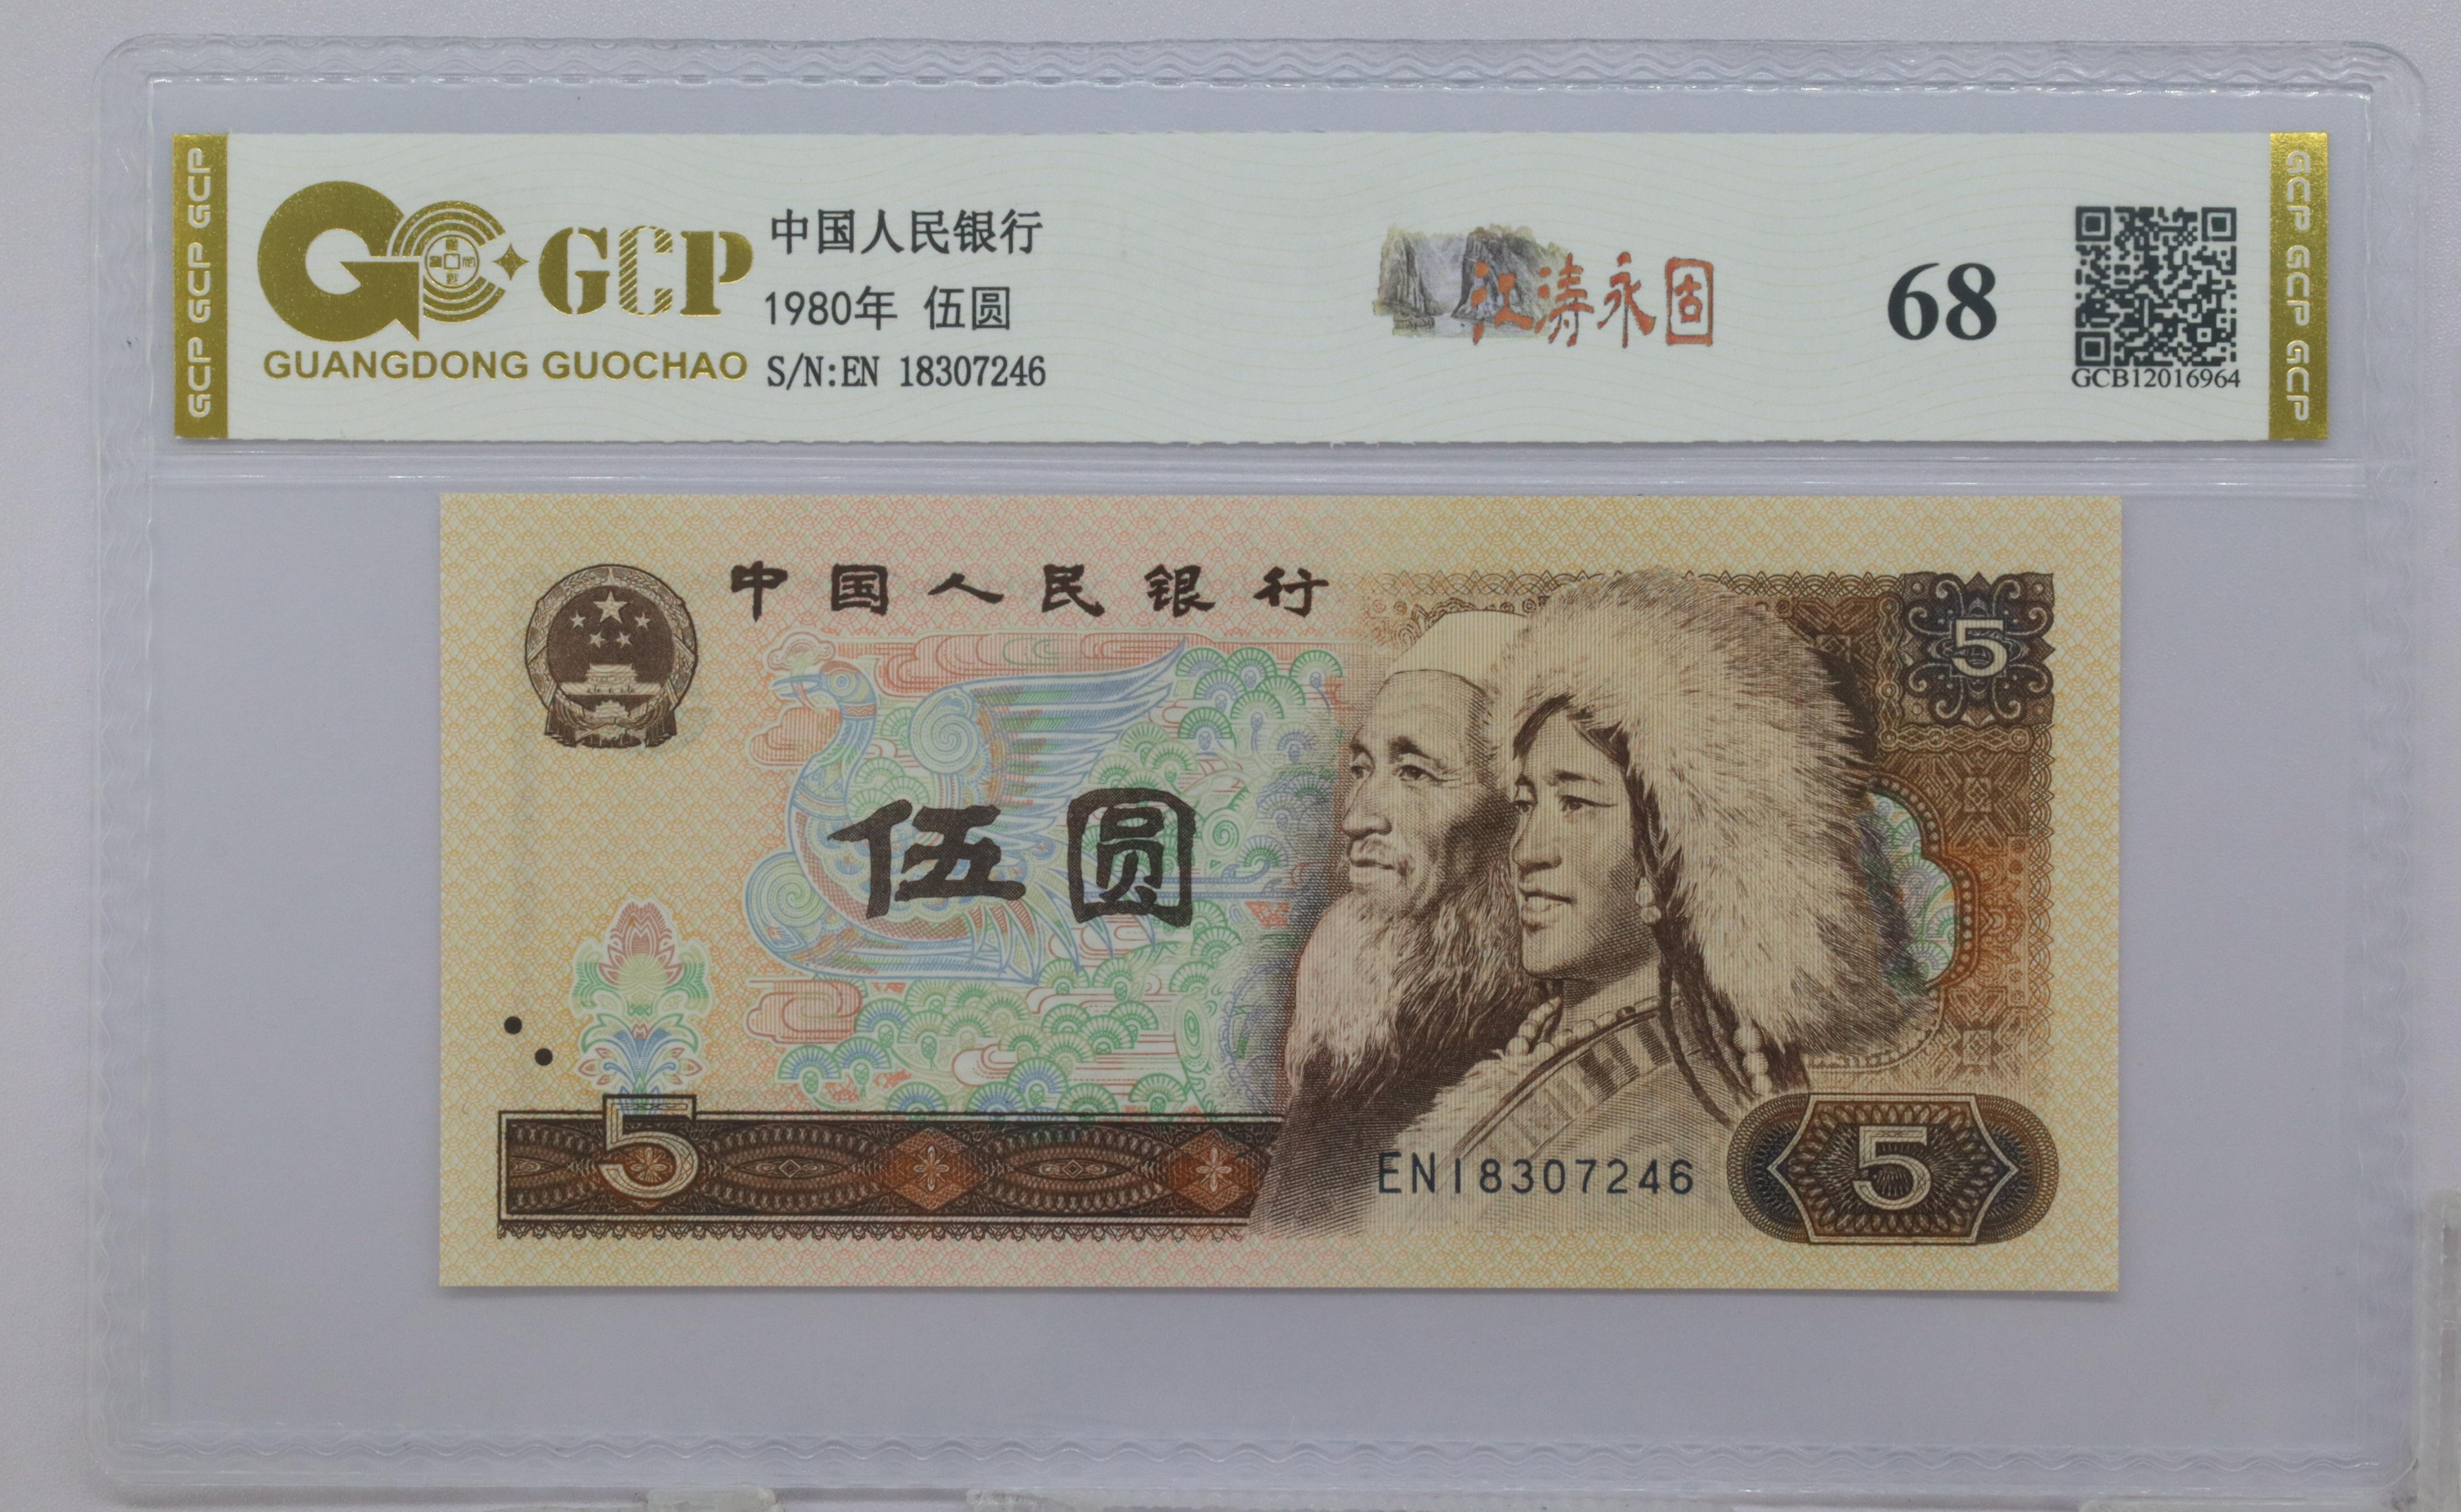 GCP GCP GCP
GCP
GUANGDONG GUOCHAO
中国人民银行
1980年 伍圆
S/N:EN 18307246
江涛永固
68
GCB12016964
GCP GCP GCP
中国人民银行
5
伍圆
5
EN18307246
5